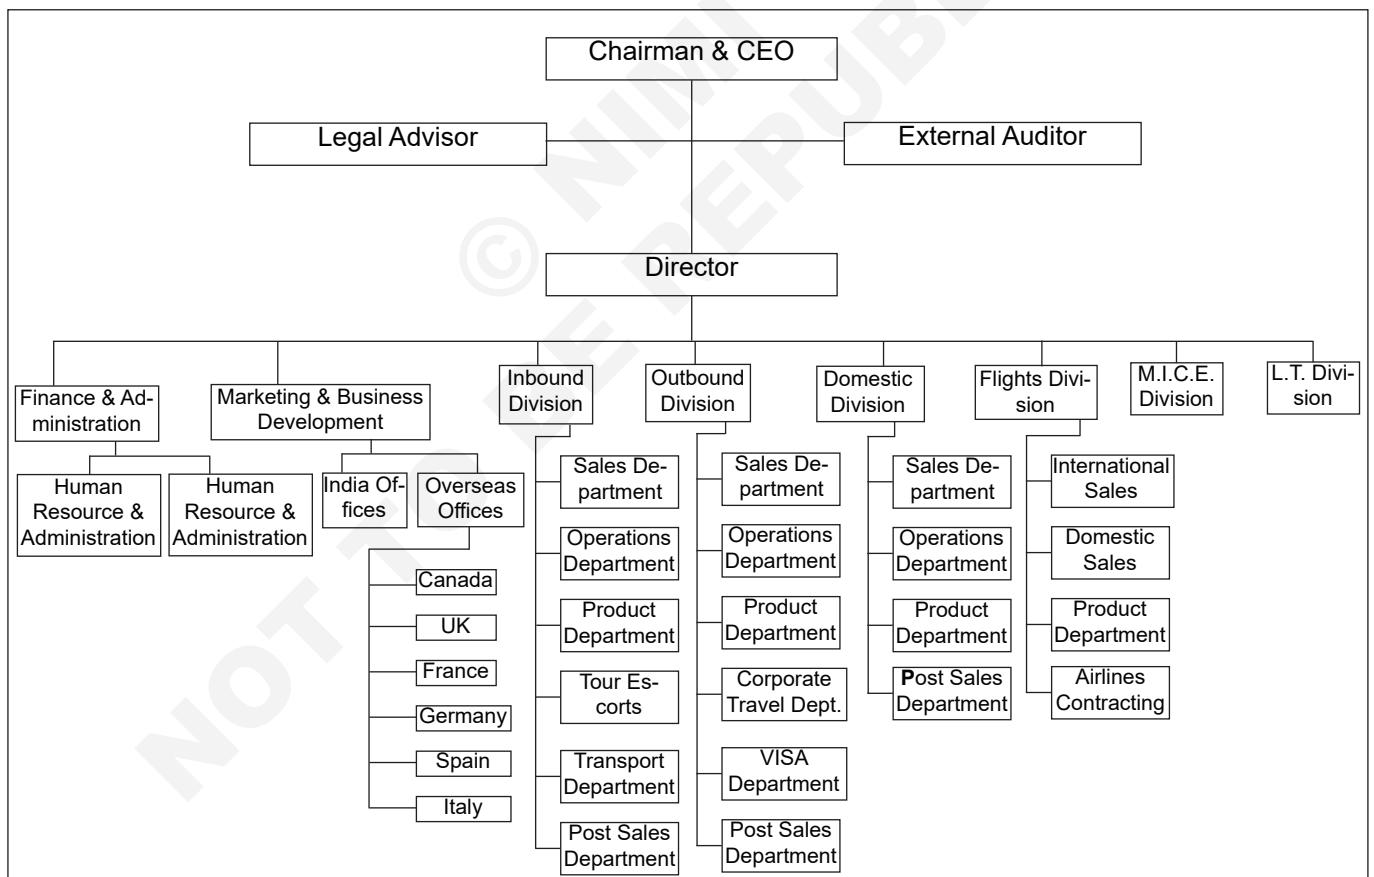 Chairman & CEO
Legal Advisor
External Auditor
Director
Finance & Ad-
ministration
Marketing & Business
Development
Inbound
Division
Outbound
Division
Domestic
Division
Flights Divi-
sion
M.I.C.E.
Division
L.T. Divi-
sion
Human
Resource &
Administration
Human
Resource &
Administration
India Of-
fices
Overseas
Offices
Canada
UK
France
Germany
Spain
Italy
Sales De-
partment
Operations
Department
Product
Department
Tour Es-
corts
Transport
Department
Post Sales
Department
Sales De-
partment
Operations
Department
Product
Department
Corporate
Travel Dept.
VISA
Department
Post Sales
Department
Sales De-
partment
Operations
Department
Product
Department
Post Sales
Department
International
Sales
Domestic
Sales
Product
Department
Airlines
Contracting
© NIMI
NOT TO BE REPUB